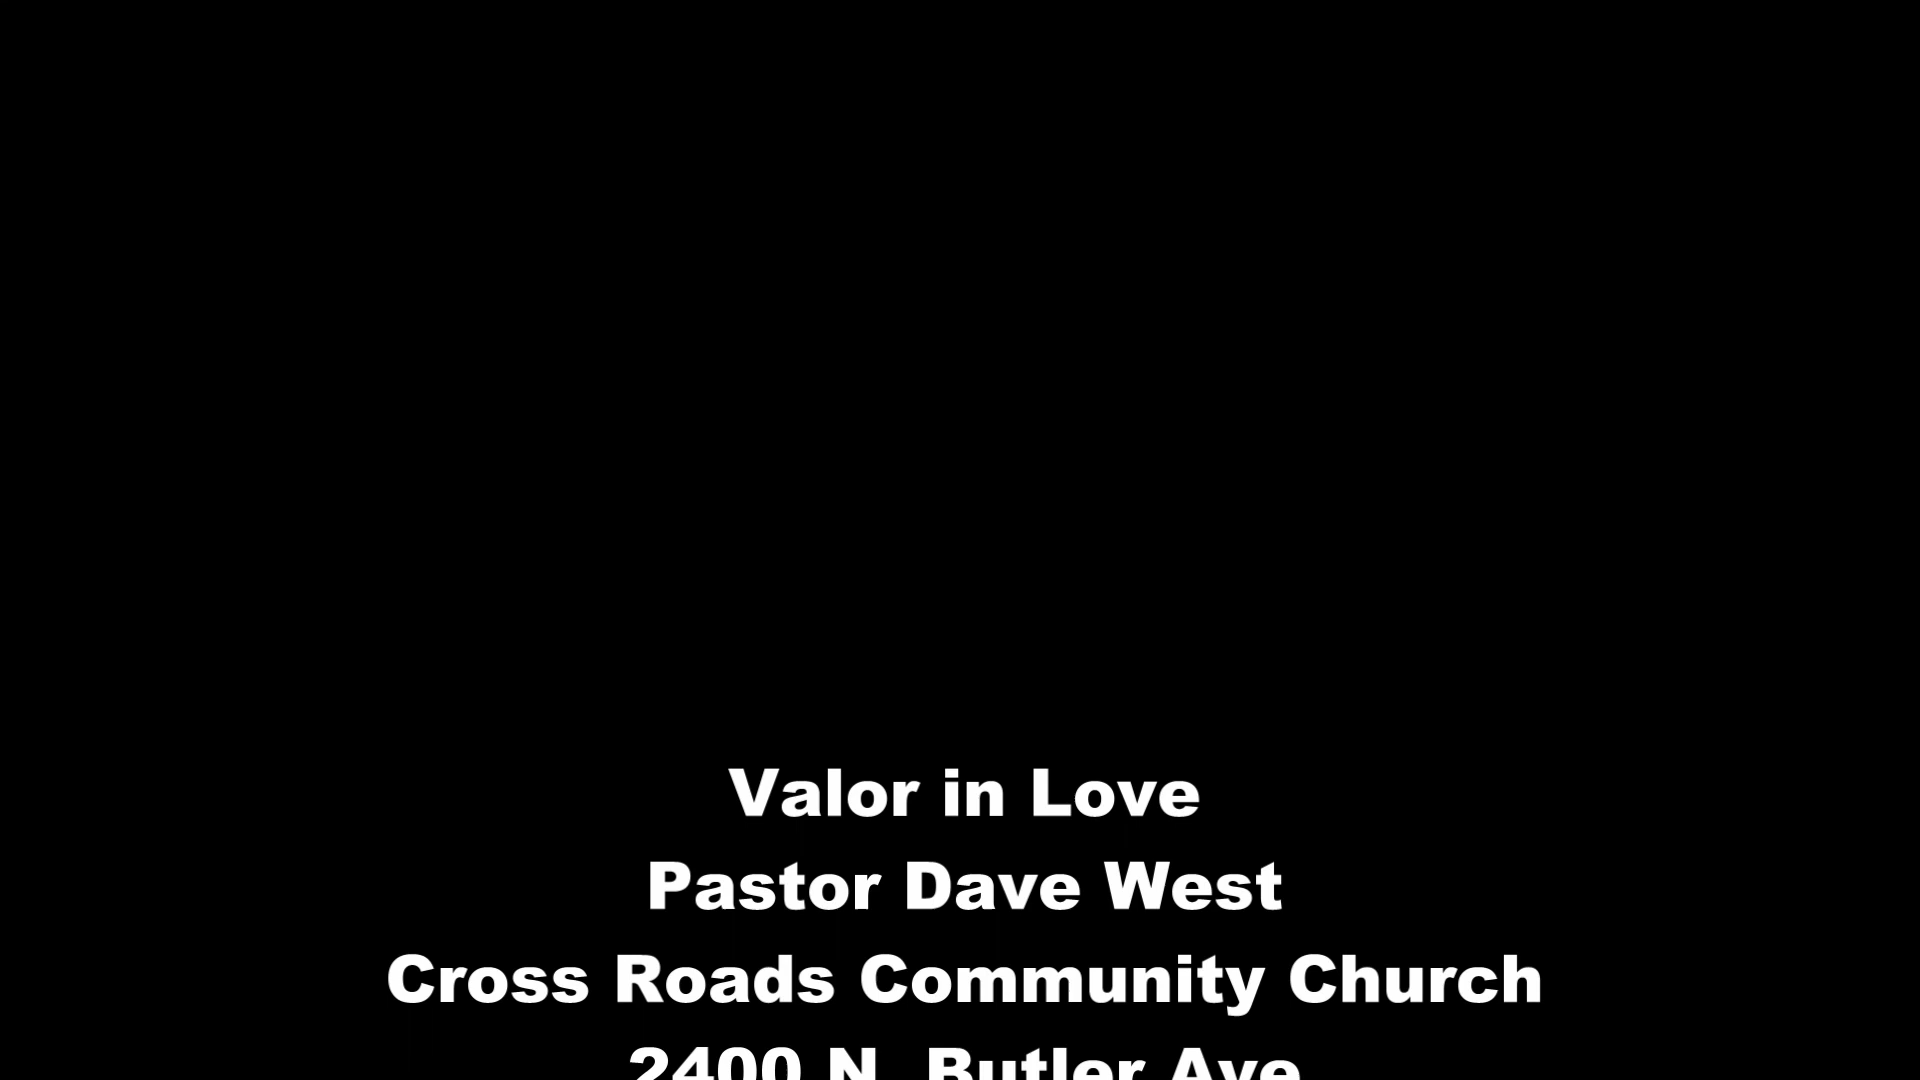 Valor in Love
Pastor Dave West
Cross Roads Community Church
2400 N. Butler Ave